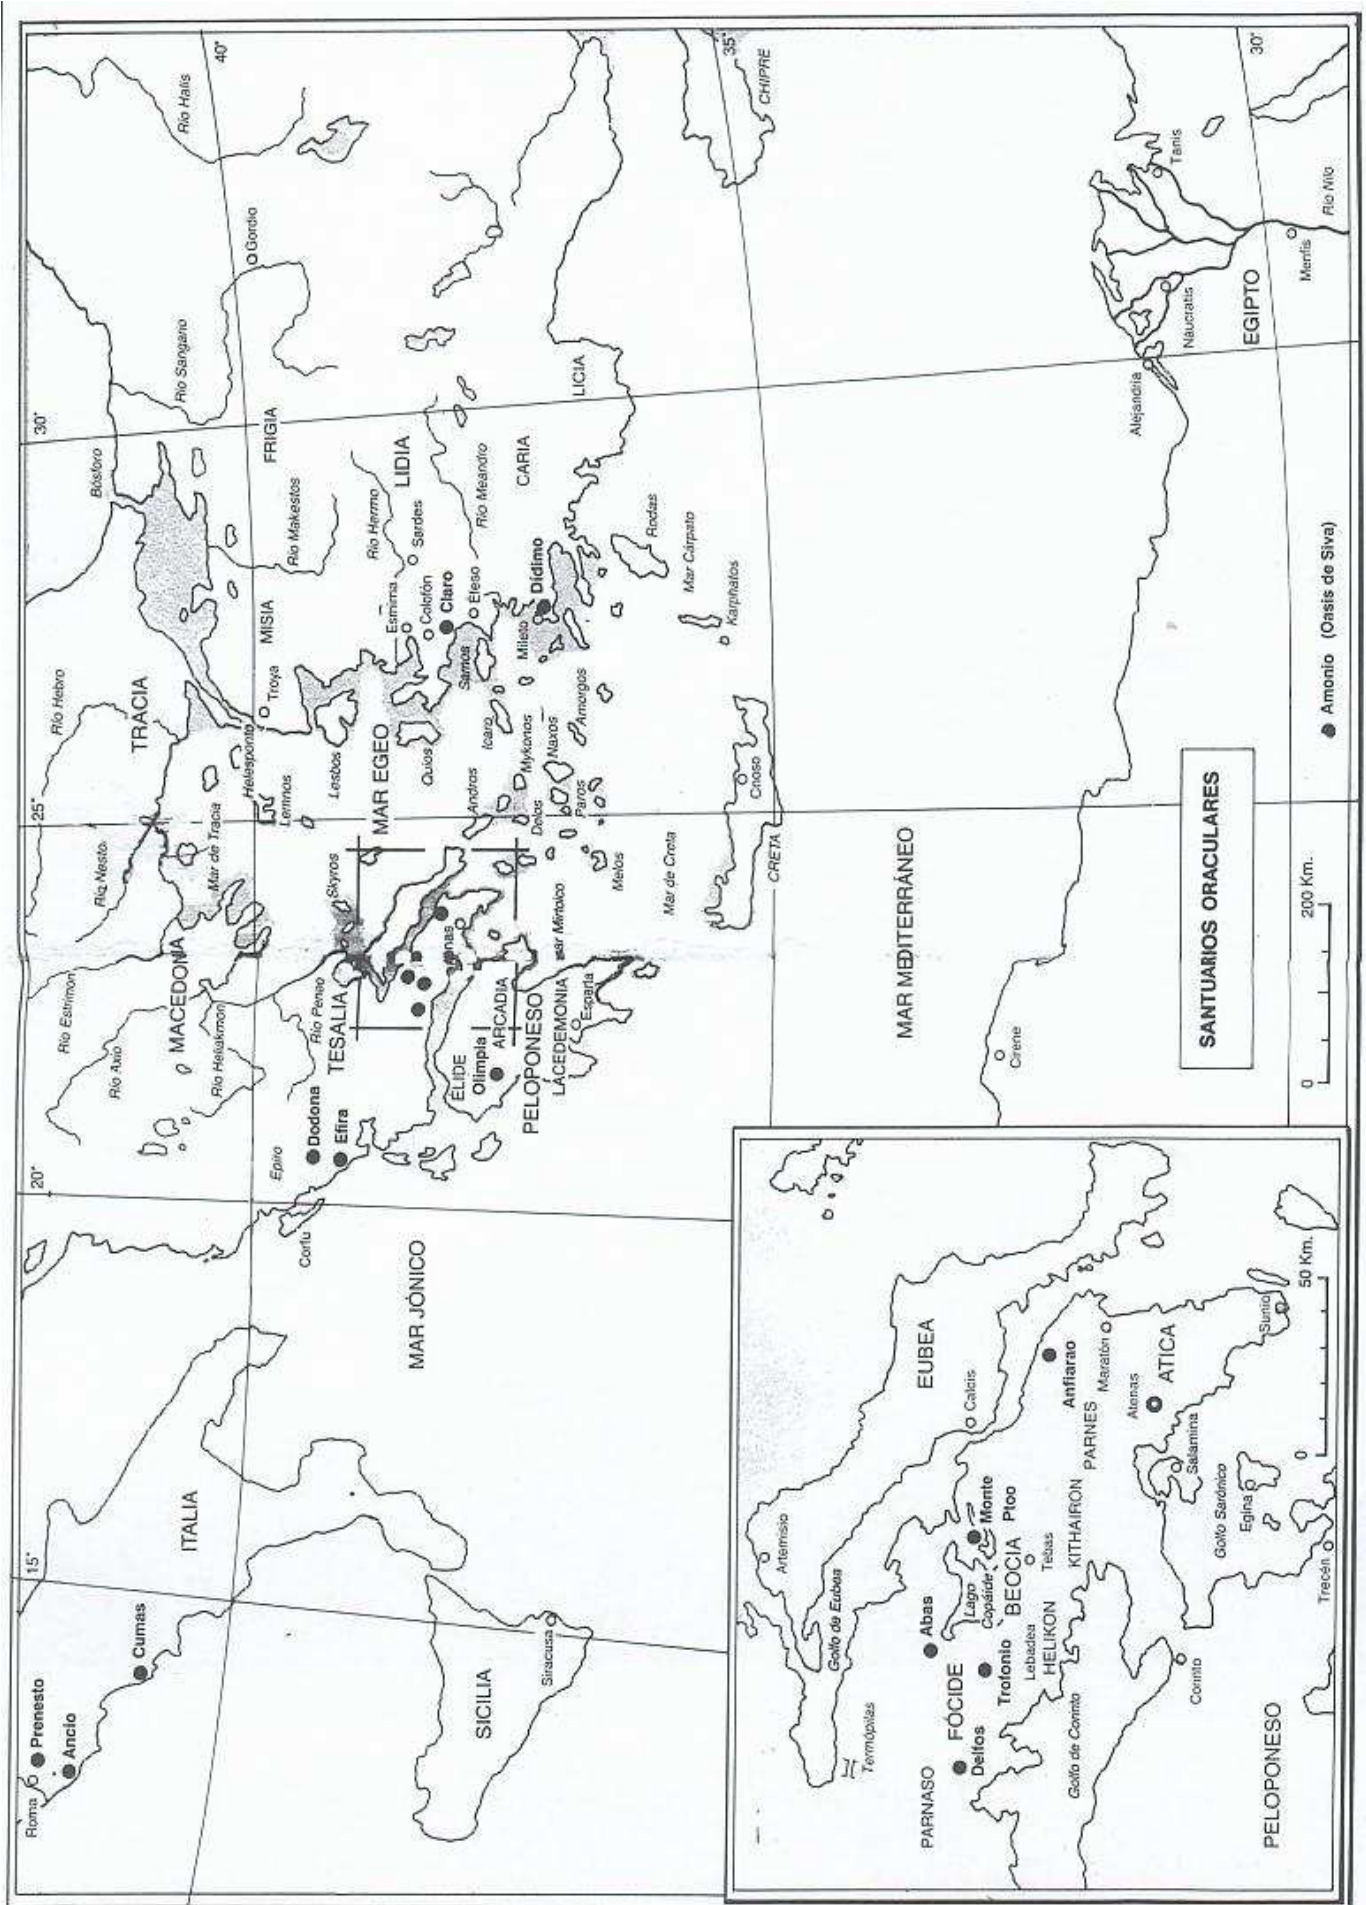 SANTUARIOS ORACULARES
0
200 Km.
15°
20°
25°
30°
40°
35°
30°
Roma
Prenesto
Ancio
Cumas
ITALIA
SICILIA
Siracusa
MAR JÓNICO
Corfú
Epiro
Dodona
Efira
Río Axio
Río Estrimon
MACEDONA
Río Heliakmon
Río Peneo
TESALIA
Río Nesto
Río Hebro
TRACIA
Mar de Tracia
Helesponto
Lemnos
Troya
MISIA
Bósforo
Río Sangario
Río Halis
Gordio
FRIGIA
Río Makestos
Río Hermo
LIDIA
Sardes
Esmirna
Colofón
Claro
Efeso
Río Meandro
CARIA
Mileto
Dídimo
LICIA
Lesbos
MAR EGEO
Skyros
Quios
Samos
Icaro
Andros
Mykonos
Delos
Naxos
Paros
Amorgos
Melos
ÉLIDE
Olimpia
ARCADIA
PELOPONESO
LACEDEMONIA
Esparta
Mar de Creta
CRETA
Cnoso
Rodas
Mar Cárpato
Karphatos
CHIPRE
MAR MEDITERRÁNEO
Cirene
Amonio (Oasis de Siva)
Alejandría
Náucratis
EGIPTO
Tanis
Menfis
Río Nilo
Artemisio
Golfo de Eubea
Termópilas
EUBEA
Calcis
PARNASO
FÓCIDE
Delfos
Abas
Lago
Copáide
Monte
Ptoo
BEOCIA
Trofonio
Lebadea
HELIKON
Tebas
KITHAIRON
PARNES
Anfiarao
Maratón
Atenas
ATICA
Sunio
Salamina
Golfo Sarónico
Egina
Trecén
Golfo de Corinto
Corinto
PELOPONESO
0
50 Km.